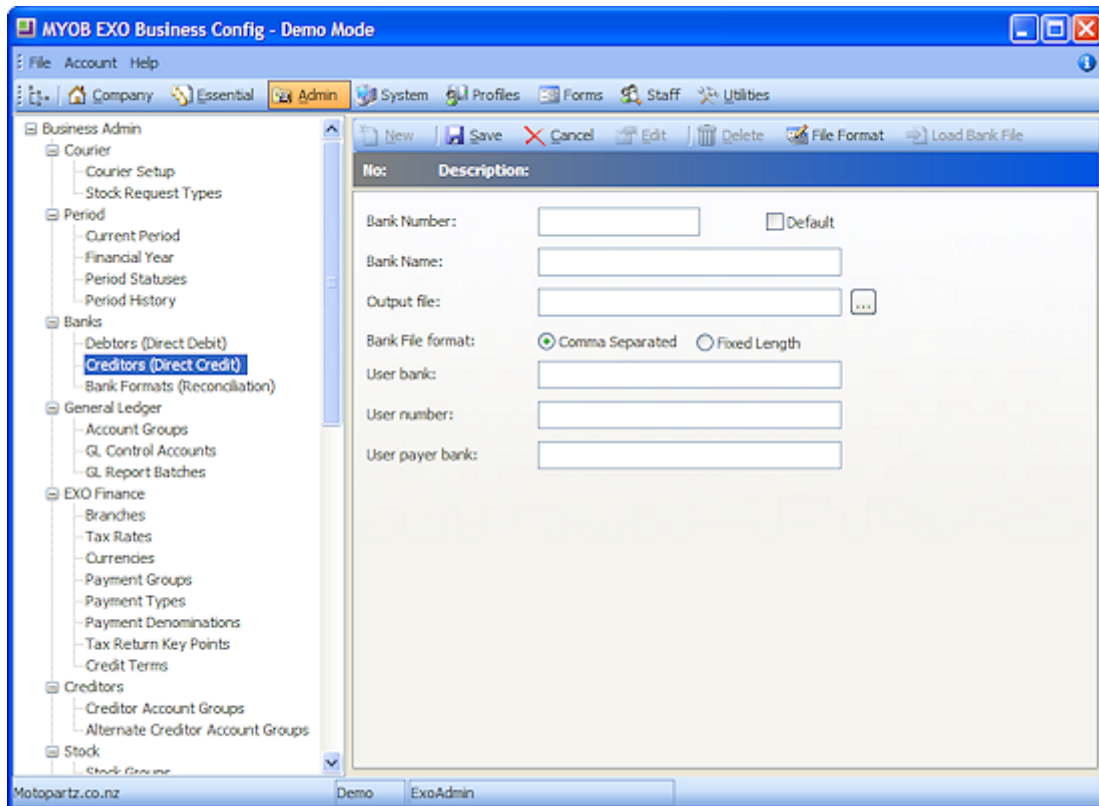 MYOB EXO Business Config - Demo Mode
File Account Help
Company Essential Admin System Profiles Forms Staff Utilities
Business Admin
Courier
Courier Setup
Stock Request Types
Period
Current Period
Financial Year
Period Statuses
Period History
Banks
Debtors (Direct Debit)
Creditors (Direct Credit)
Bank Formats (Reconciliation)
General Ledger
Account Groups
GL Control Accounts
GL Report Batches
EXO Finance
Branches
Tax Rates
Currencies
Payment Groups
Payment Types
Payment Denominations
Tax Return Key Points
Credit Terms
Creditors
Creditor Account Groups
Alternate Creditor Account Groups
Stock
Stock Groups
New Save Cancel Edit Delete File Format Load Bank File
No: Description:
Bank Number: Default
Bank Name:
Output file: ...
Bank File format: Comma Separated Fixed Length
User bank:
User number:
User payer bank:
Motopartz.co.nz Demo ExoAdmin